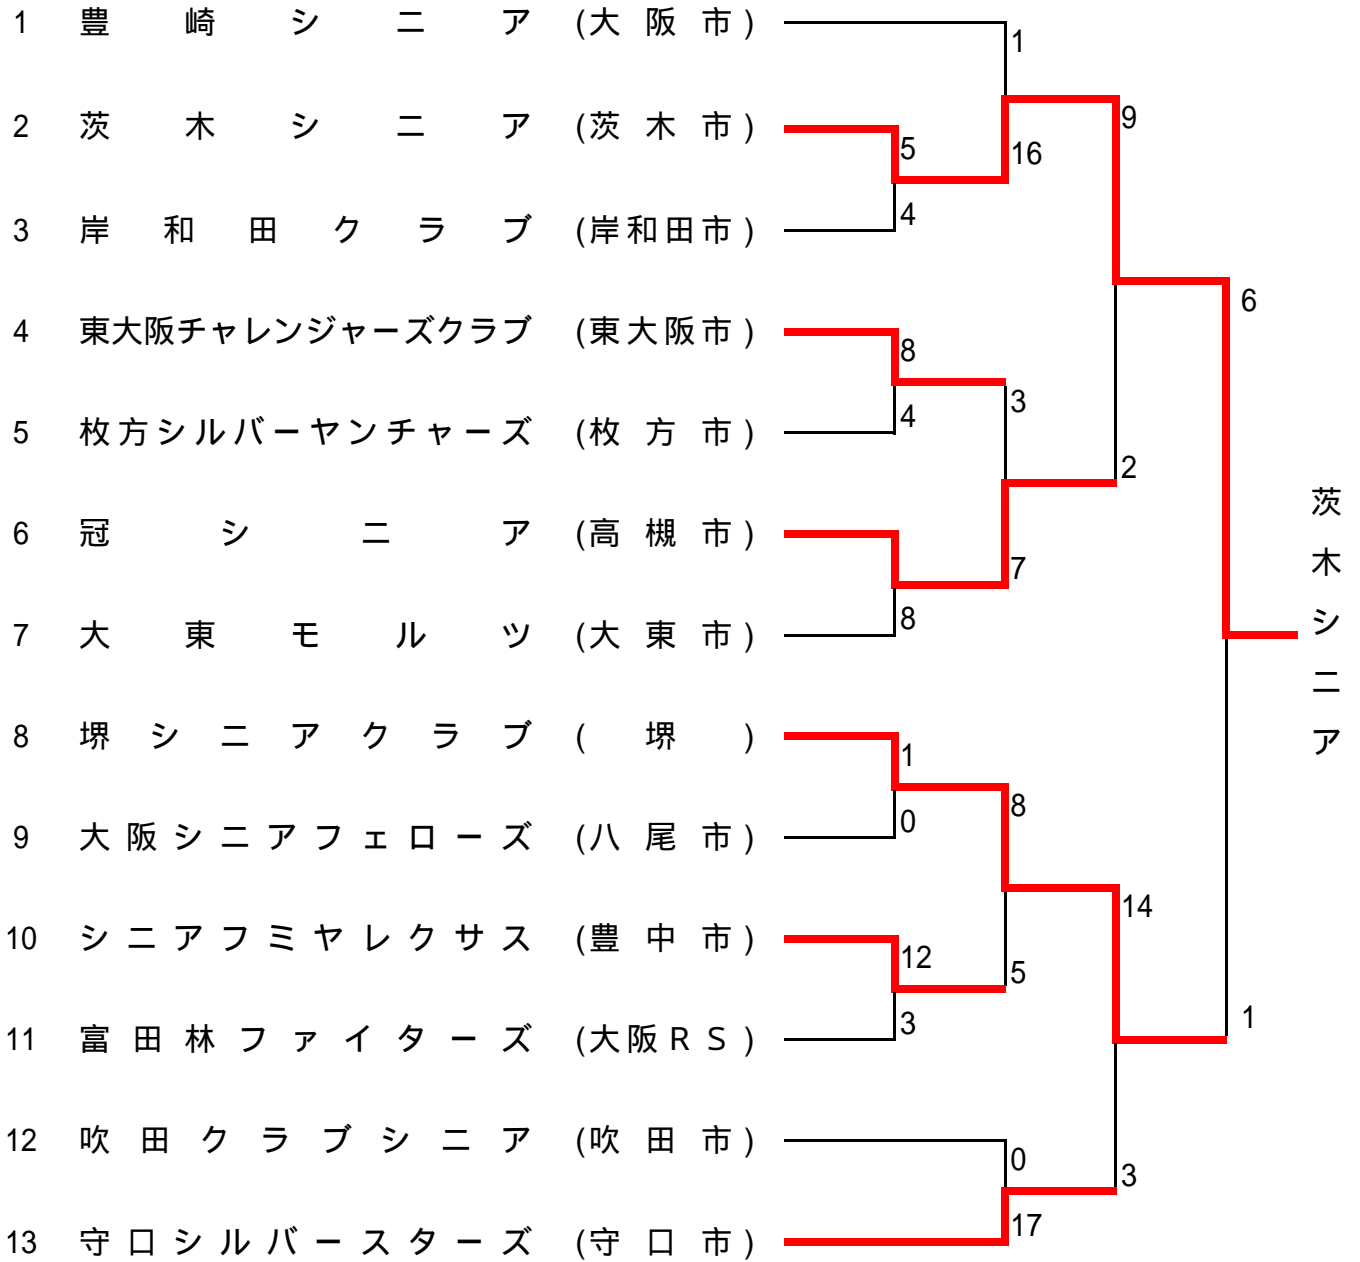 1 豊崎シニア (大阪市)
1
2 茨木シニア (茨木市)
9
5
16
3 岸和田クラブ (岸和田市)
4
6
4 東大阪チャレンジャーズクラブ (東大阪市)
8
3
5 枚方シルバーヤンチャーズ (枚方市)
4
2
茨木シニア
6 冠シニア (高槻市)
7
7 大東モルツ (大東市)
8
8 堺シニアクラブ (堺)
1
8
9 大阪シニアフェローズ (八尾市)
0
14
10 シニアフミヤレクサス (豊中市)
12
5
11 富田林ファイターズ (大阪RS)
3
1
12 吹田クラブシニア (吹田市)
0
3
13 守口シルバースターズ (守口市)
17